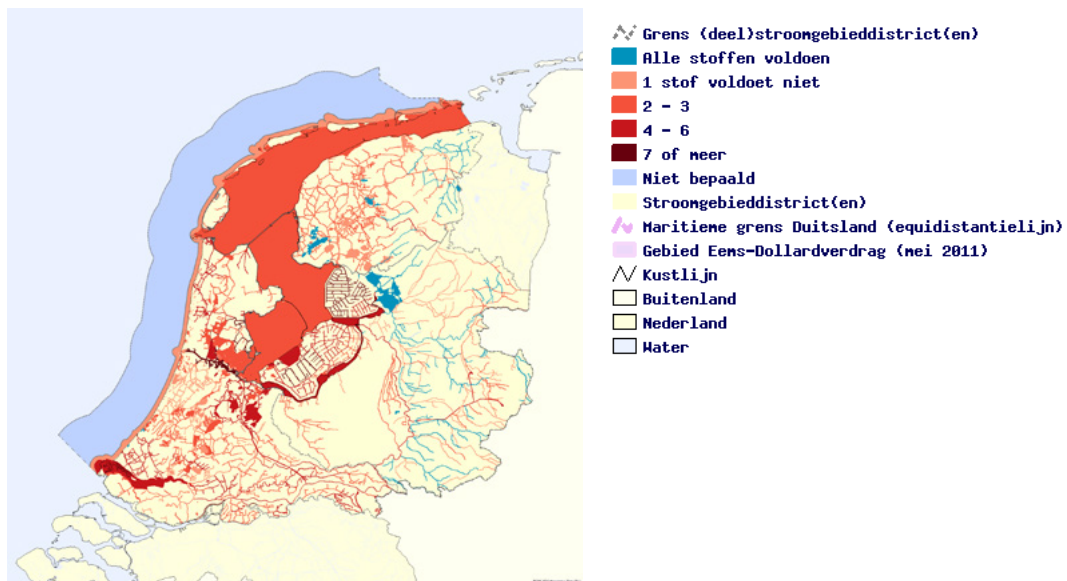 Grens (deel)stroomgebieddistrict(en)
Alle stoffen voldoen
1 stof voldoet niet
2 - 3
4 - 6
7 of meer
Niet bepaald
Stroomgebieddistrict(en)
Maritieme grens Duitsland (equidistantielijn)
Gebied Eems-Dollardverdrag (mei 2011)
Kustlijn
Buitenland
Nederland
Water